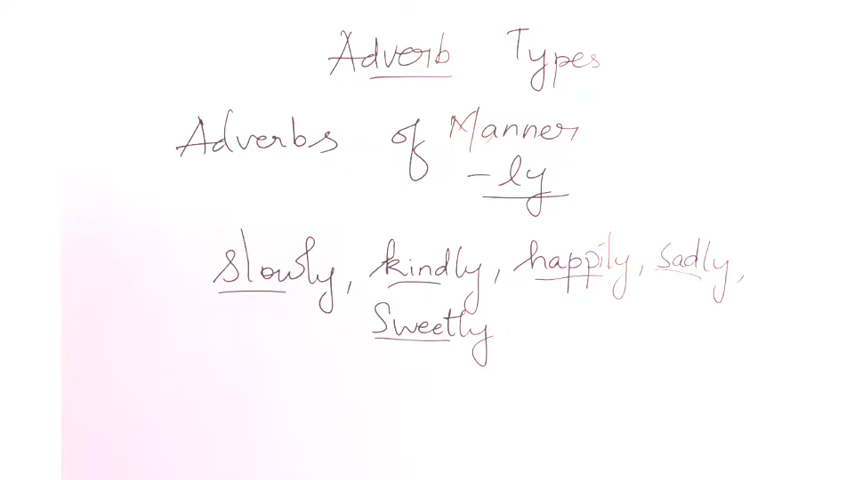 Adverb Types
Adverbs of Manner
-ly
slowly, kindly, happily, sadly,
Sweetly